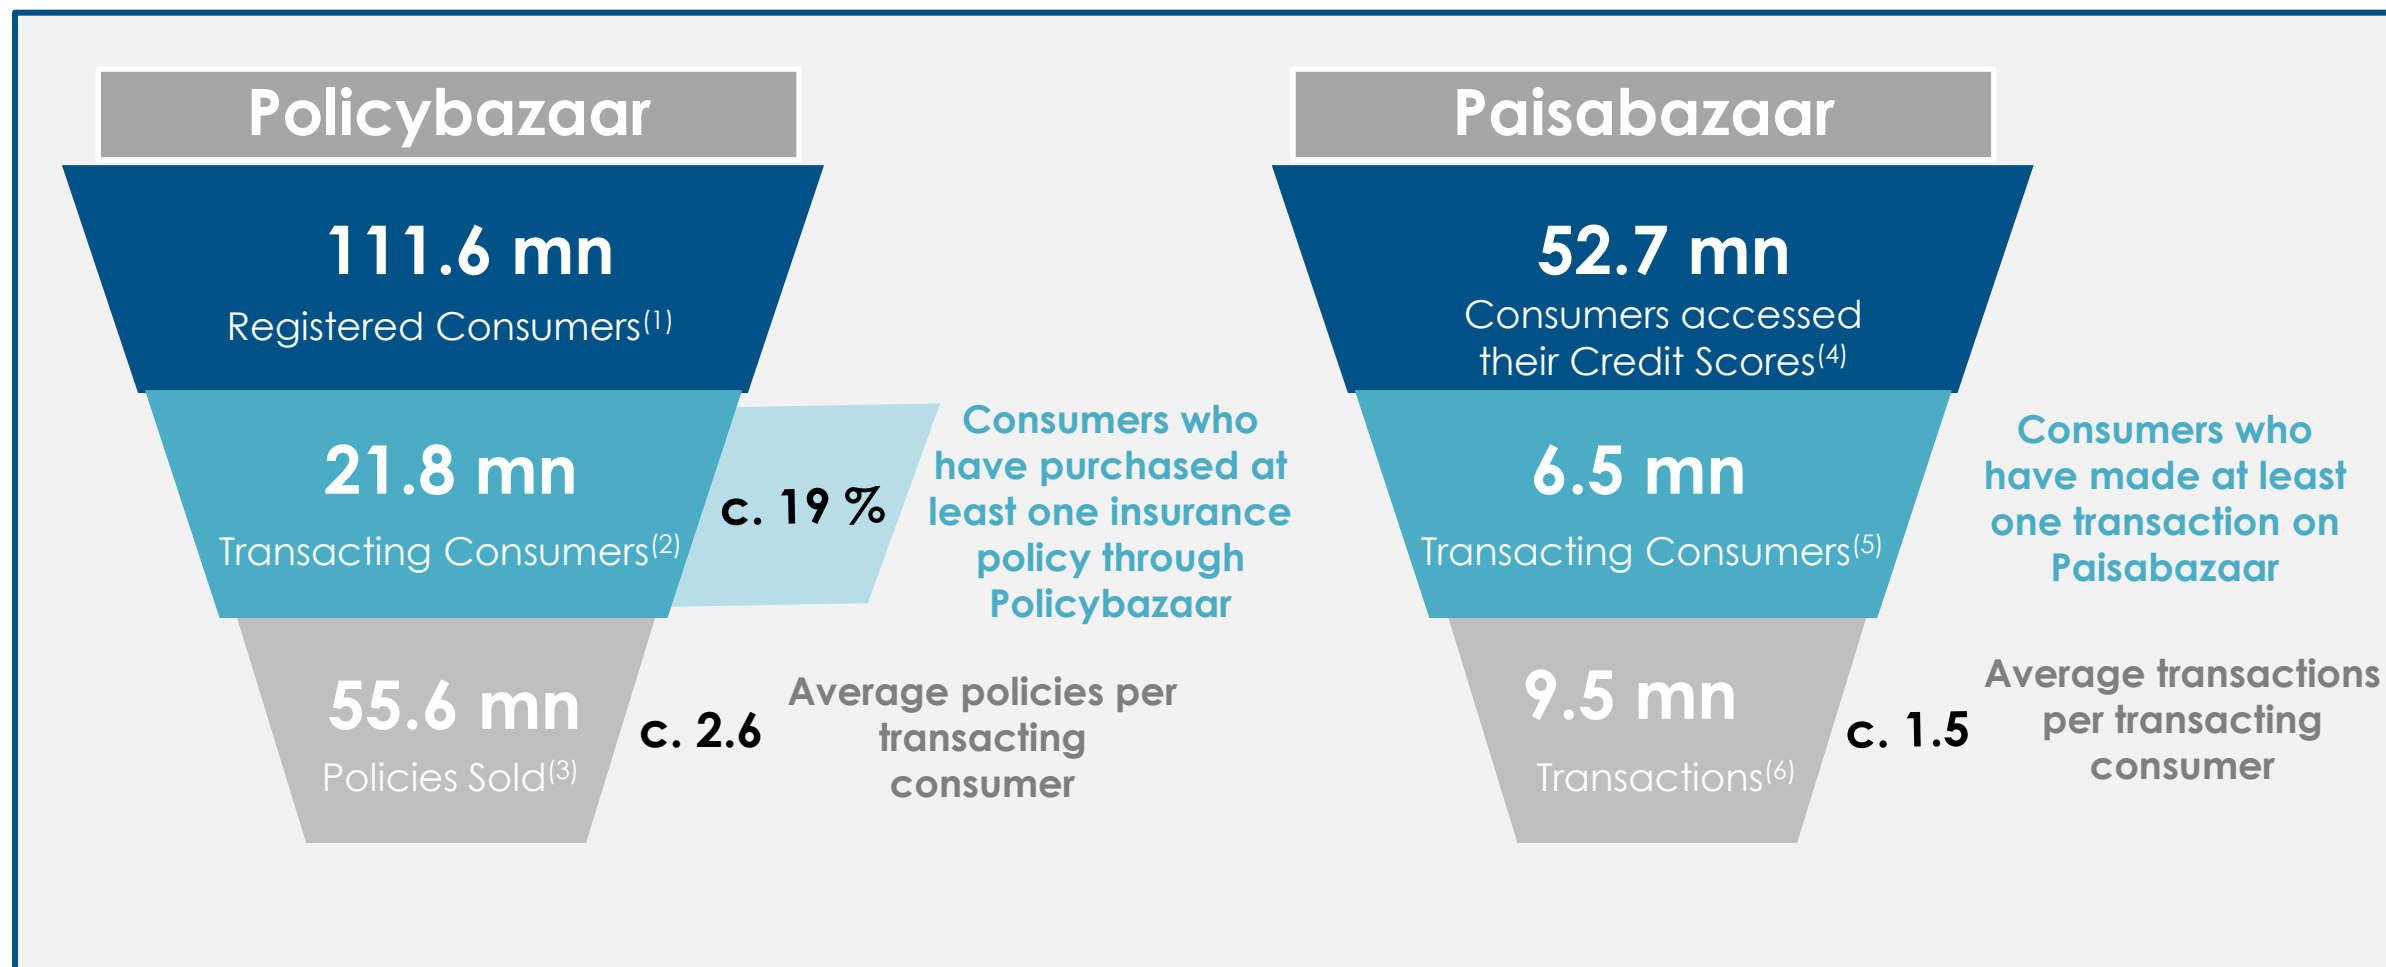 Policybazaar
111.6 mn
Registered Consumers(1)
21.8 mn
Transacting Consumers(2)
c. 19 %
Consumers who
have purchased at
least one insurance
policy through
Policybazaar
55.6 mn
Policies Sold(3)
c. 2.6
Average policies per
transacting
consumer
Paisabazaar
52.7 mn
Consumers accessed
their Credit Scores(4)
6.5 mn
Transacting Consumers(5)
Consumers who
have made at least
one transaction on
Paisabazaar
9.5 mn
Transactions(6)
c. 1.5
Average transactions
per transacting
consumer